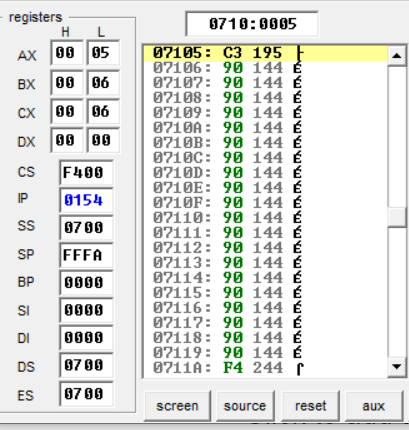 registers
H L
AX 00 05
BX 00 06
CX 00 06
DX 00 00
CS F400
IP 0154
SS 0700
SP FFFA
BP 0000
SI 0000
DI 0000
DS 0700
ES 0700
0710:0005
07105: C3 195 ├
07106: 90 144 É
07107: 90 144 É
07108: 90 144 É
07109: 90 144 É
0710A: 90 144 É
0710B: 90 144 É
0710C: 90 144 É
0710D: 90 144 É
0710E: 90 144 É
0710F: 90 144 É
07110: 90 144 É
07111: 90 144 É
07112: 90 144 É
07113: 90 144 É
07114: 90 144 É
07115: 90 144 É
07116: 90 144 É
07117: 90 144 É
07118: 90 144 É
07119: 90 144 É
0711A: F4 244 ⌠
screen source reset aux